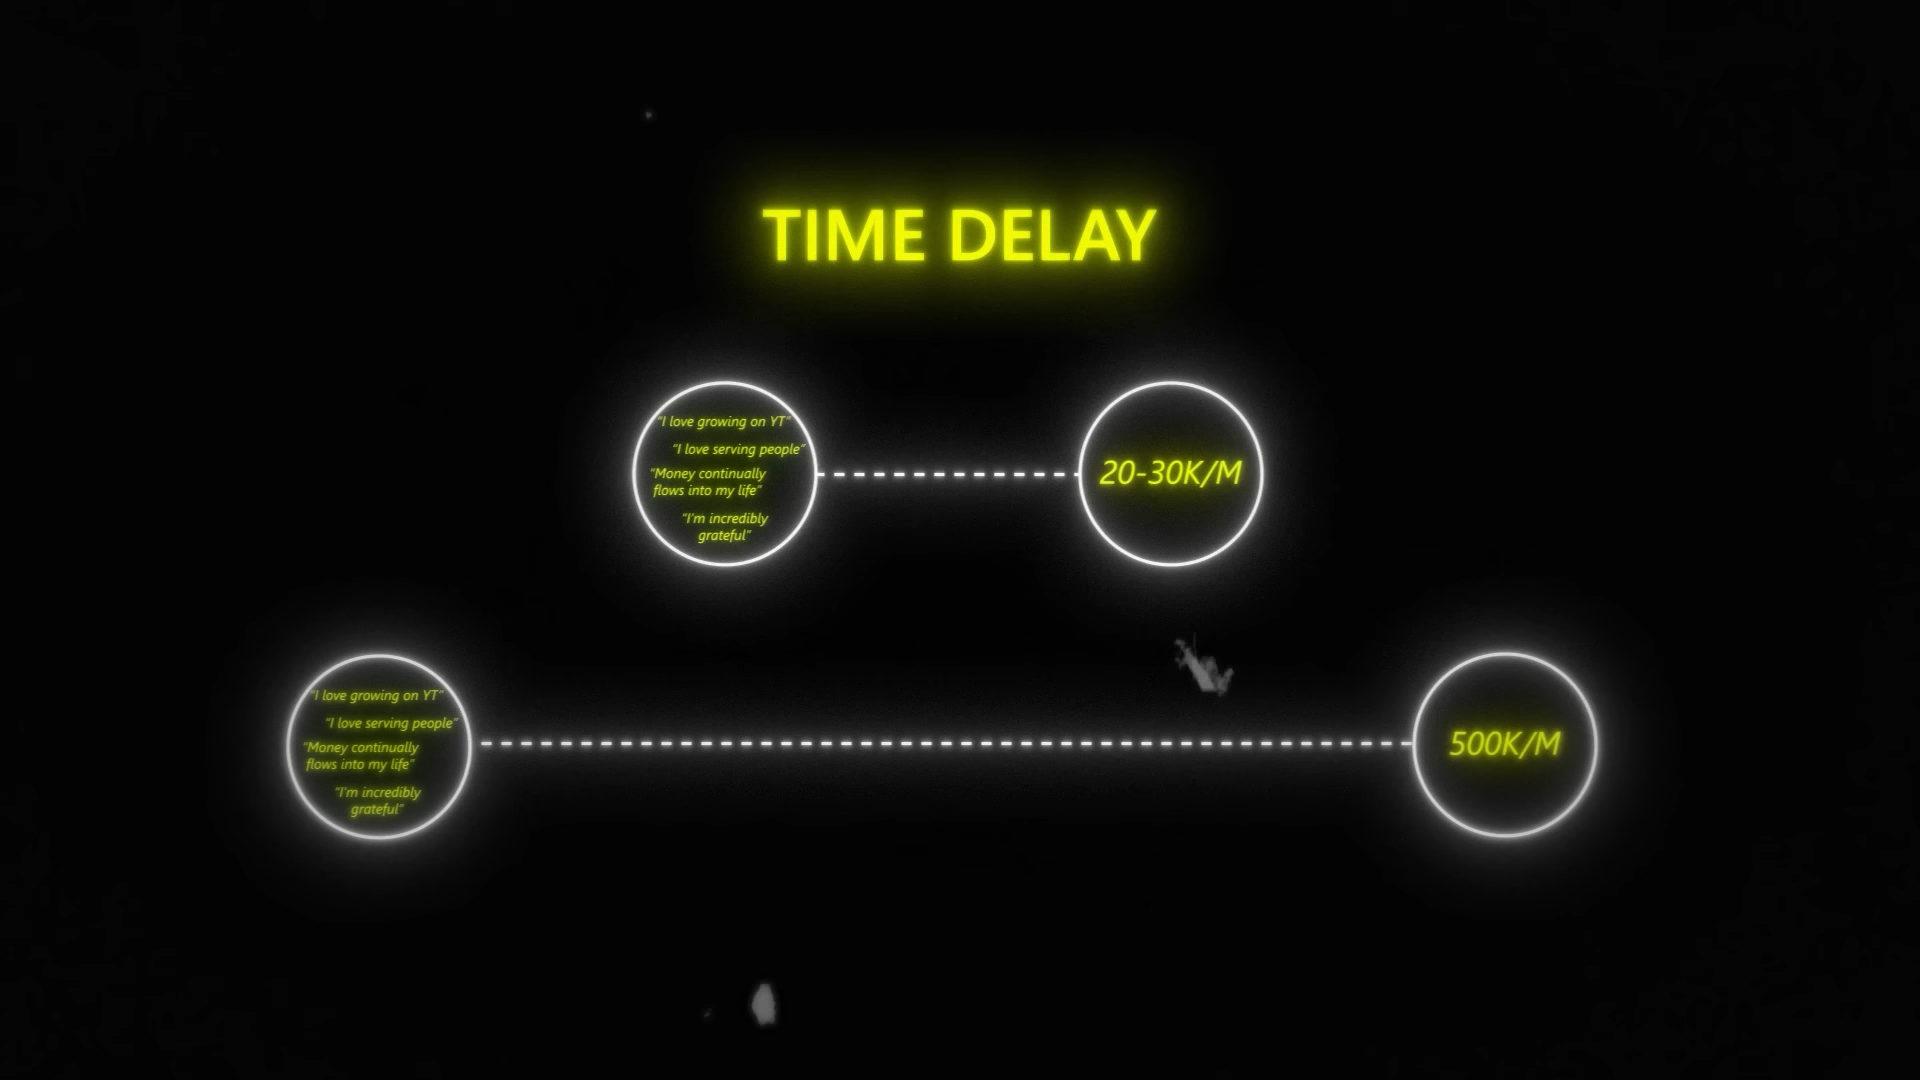 TIME DELAY
"I love growing on YT"
"I love serving people"
"Money continually
flows into my life"
"I'm incredibly
grateful"
20-30K/M
"I love growing on YT"
"I love serving people"
"Money continually
flows into my life"
"I'm incredibly
grateful"
500K/M